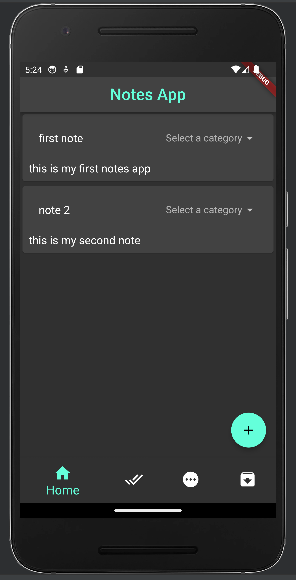 5:24
DEBUG
Notes App
first note
Select a category
this is my first notes app
note 2
Select a category
this is my second note
Home